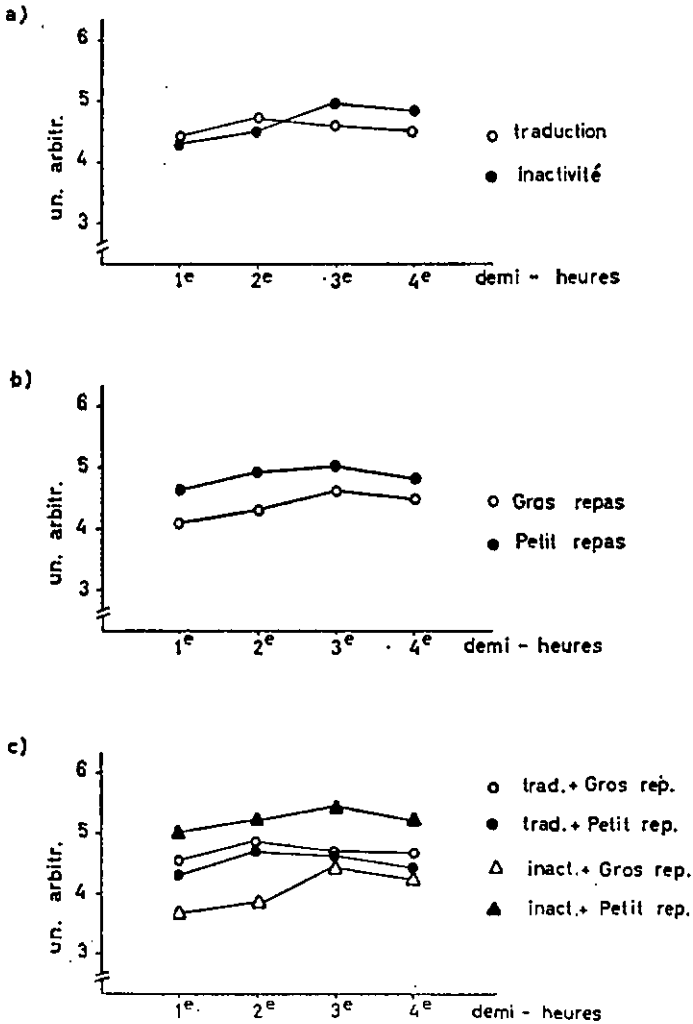 a)
6
5
4
3
un. arbitr.
1e 2e 3e 4e demi - heures
○ traduction
● inactivité
b)
6
5
4
3
un. arbitr.
1e 2e 3e 4e demi - heures
○ Gros repas
● Petit repas
c)
6
5
4
3
un. arbitr.
1e 2e 3e 4e demi - heures
○ trad.+ Gros rep.
● trad.+ Petit rep.
△ inact.+ Gros rep.
▲ inact.+ Petit rep.